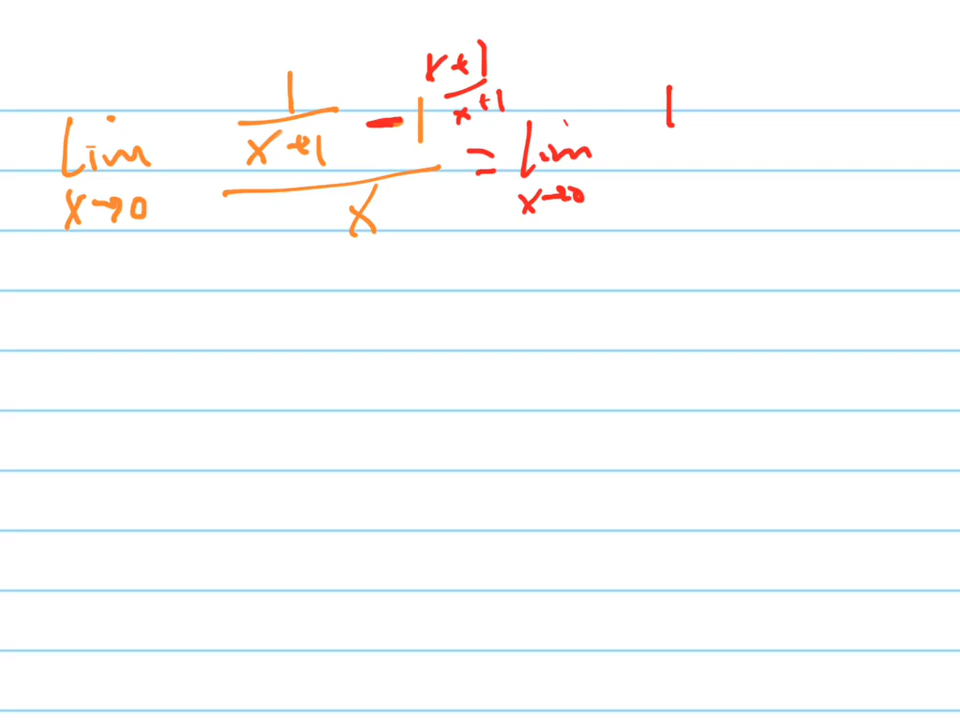 lim x→0 (1/(x+1) - 1 (x+1)/(x+1))/x = lim x→0 1